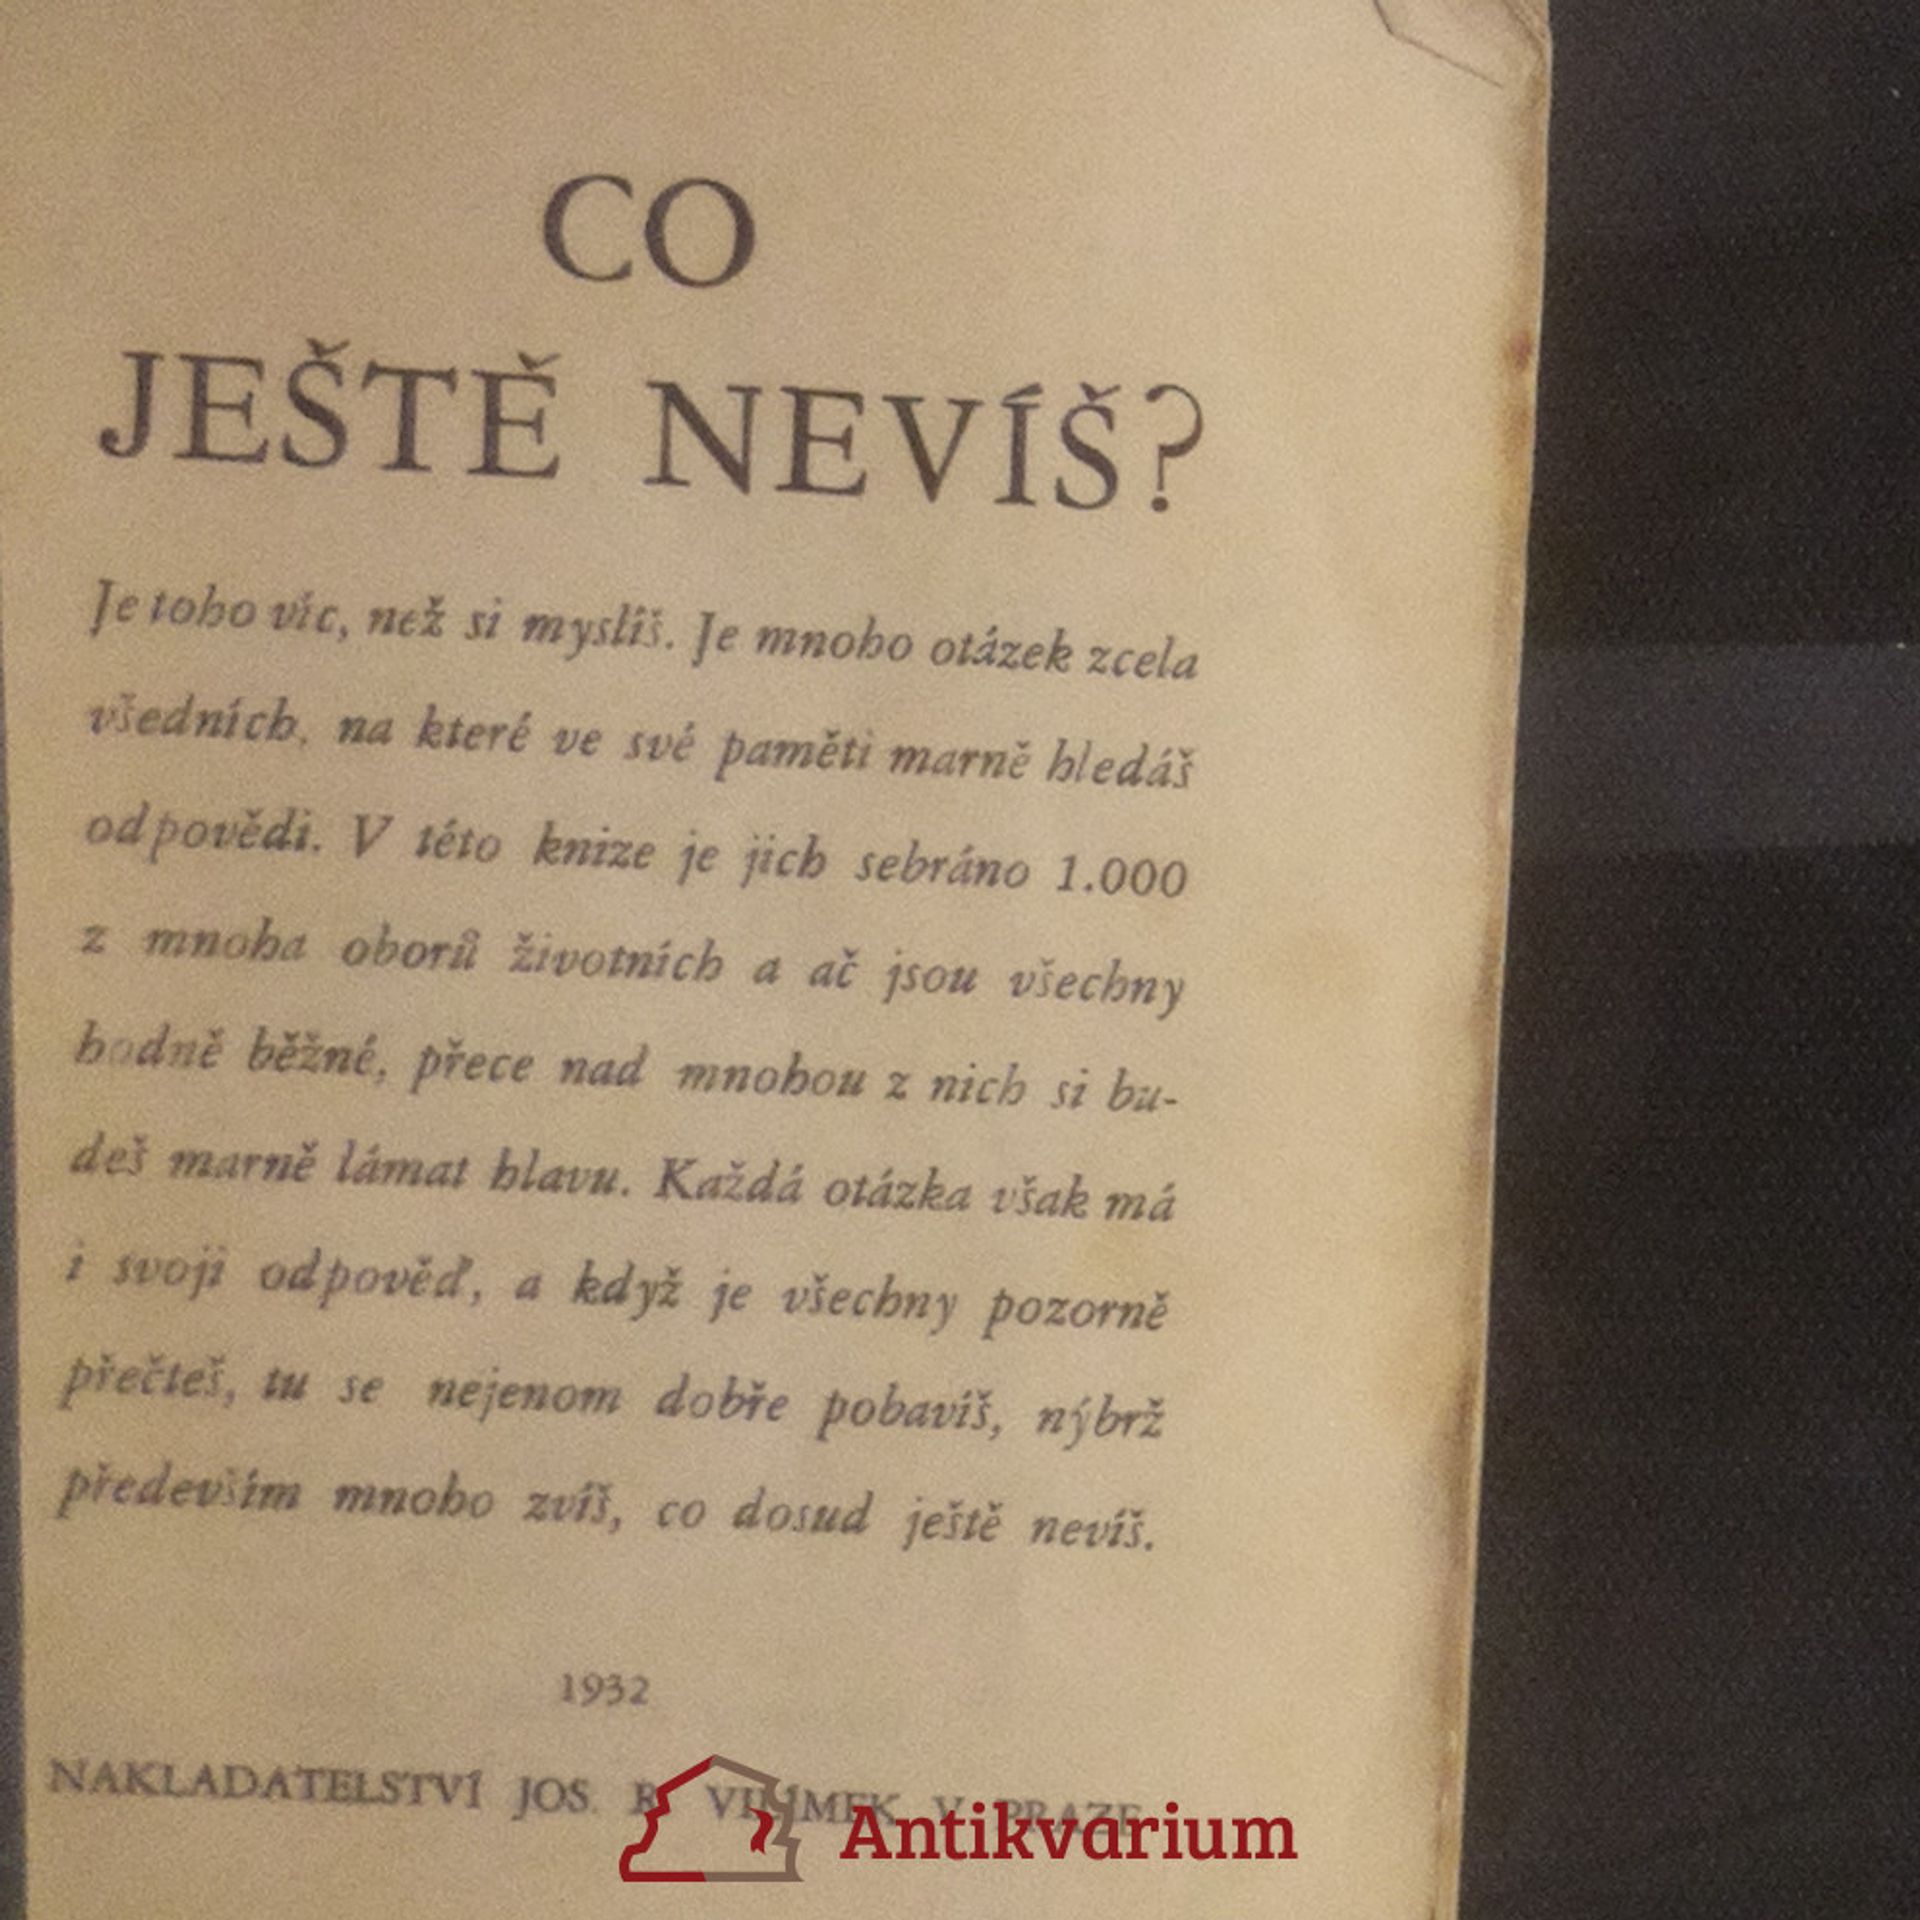 CO
JEŠTĚ NEVÍŠ?
Je toho víc, než si myslíš. Je mnoho otázek zcela
všedních, na které ve své paměti marně hledáš
odpovědi. V této knize je jich sebráno 1.000
z mnoha oborů životních a ač jsou všechny
hodně běžné, přece nad mnohou z nich si bu-
deš marně lámat hlavu. Každá otázka však má
i svoji odpověď, a když je všechny pozorně
přečteš, tu se nejenom dobře pobavíš, nýbrž
především mnoho zvíš, co dosud ještě nevíš.
1932
NAKLADATELSTVÍ JOS. R. VILÍMEK V PRAZE
Antikvarium